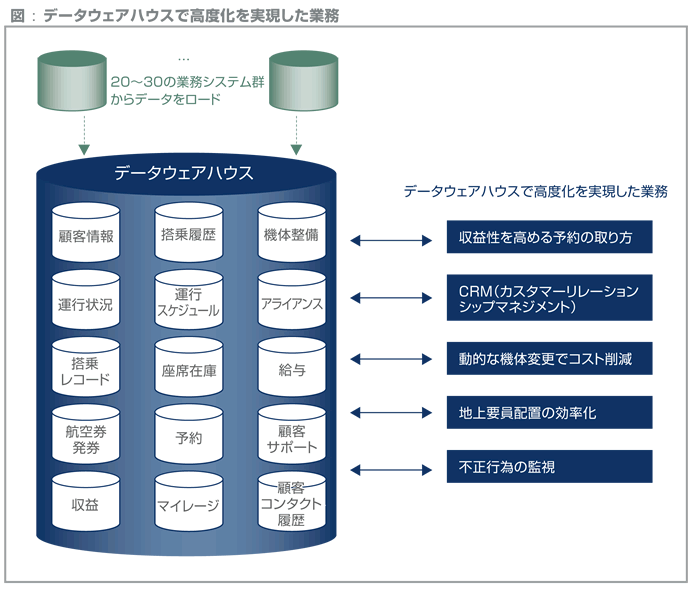 図：データウェアハウスで高度化を実現した業務
…
20〜30の業務システム群
からデータをロード
データウェアハウス
データウェアハウスで高度化を実現した業務
顧客情報
搭乗履歴
機体整備
運行状況
運行
スケジュール
アライアンス
搭乗
レコード
座席在庫
給与
航空券
発券
予約
顧客
サポート
収益
マイレージ
顧客
コンタクト
履歴
収益性を高める予約の取り方
CRM（カスタマーリレーション
シップマネジメント）
動的な機体変更でコスト削減
地上要員配置の効率化
不正行為の監視